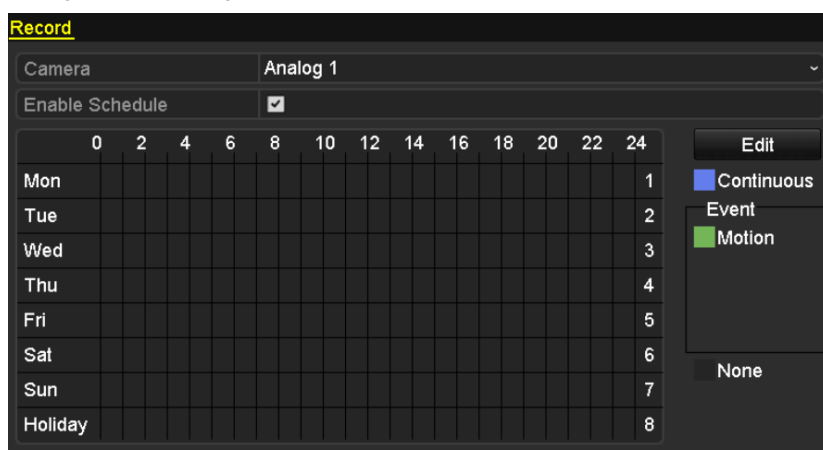 Record
Camera Analog 1
Enable Schedule
0 2 4 6 8 10 12 14 16 18 20 22 24
Mon 1
Tue 2
Wed 3
Thu 4
Fri 5
Sat 6
Sun 7
Holiday 8
Edit
Continuous
Event
Motion
None